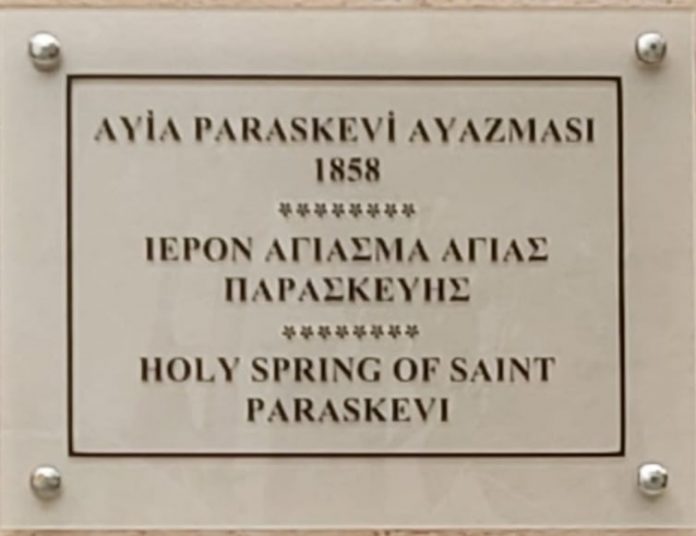 AYİA PARASKEVİ AYAZMASI
1858
********
ΙΕΡΟΝ ΑΓΙΑΣΜΑ ΑΓΙΑΣ
ΠΑΡΑΣΚΕΥΗΣ
********
HOLY SPRING OF SAINT
PARASKEVI